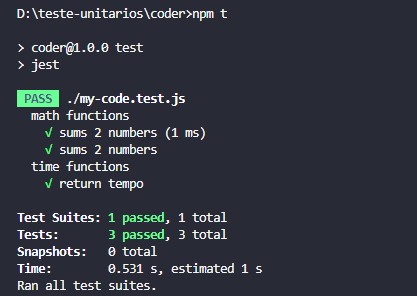 D:\teste-unitarios\coder>npm t
> coder@1.0.0 test
> jest
PASS ./my-code.test.js
math functions
√ sums 2 numbers (1 ms)
√ sums 2 numbers
time functions
√ return tempo
Test Suites: 1 passed, 1 total
Tests: 3 passed, 3 total
Snapshots: 0 total
Time: 0.531 s, estimated 1 s
Ran all test suites.